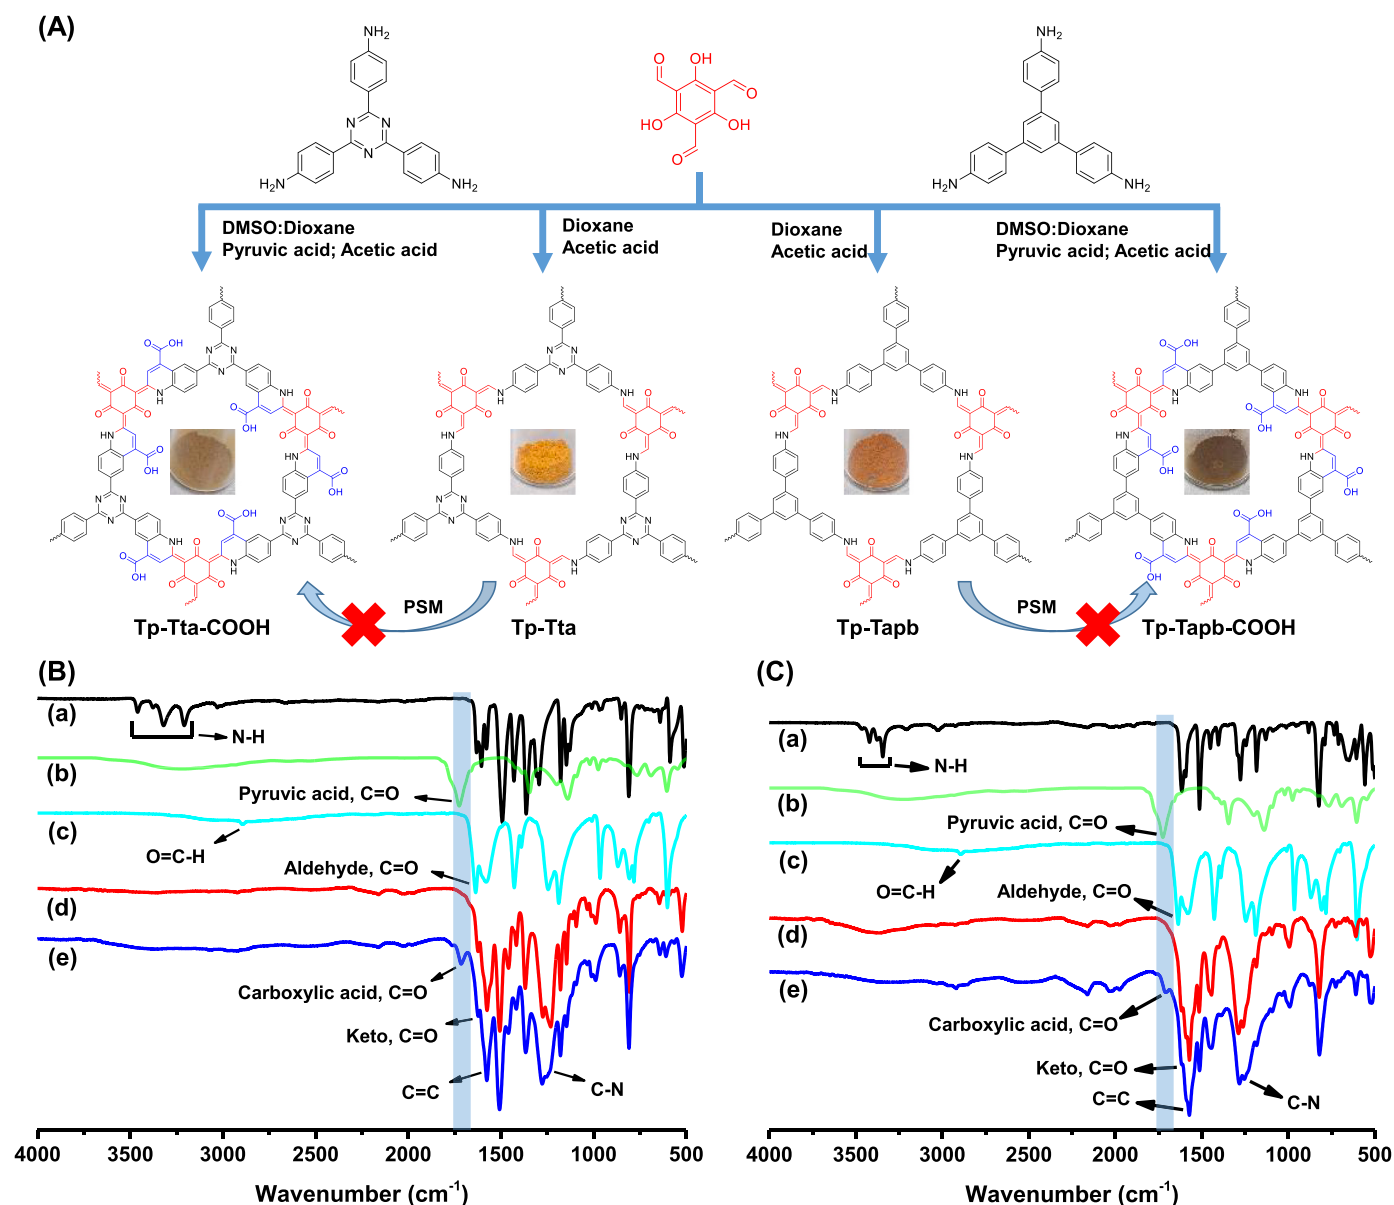 (A)
NH₂
N
N
N
H₂N
NH₂
O
OH
O
HO
OH
O
NH₂
H₂N
NH₂
DMSO:Dioxane
Pyruvic acid; Acetic acid
Dioxane
Acetic acid
Dioxane
Acetic acid
DMSO:Dioxane
Pyruvic acid; Acetic acid
PSM
PSM
Tp-Tta-COOH
Tp-Tta
Tp-Tapb
Tp-Tapb-COOH
(B)
(a)
N-H
(b)
Pyruvic acid, C=O
(c)
O=C-H
Aldehyde, C=O
(d)
(e)
Carboxylic acid, C=O
Keto, C=O
C=C
C-N
4000 3500 3000 2500 2000 1500 1000 500
Wavenumber (cm⁻¹)
(C)
(a)
N-H
(b)
Pyruvic acid, C=O
(c)
O=C-H
Aldehyde, C=O
(d)
(e)
Carboxylic acid, C=O
Keto, C=O
C=C
C-N
4000 3500 3000 2500 2000 1500 1000 500
Wavenumber (cm⁻¹)